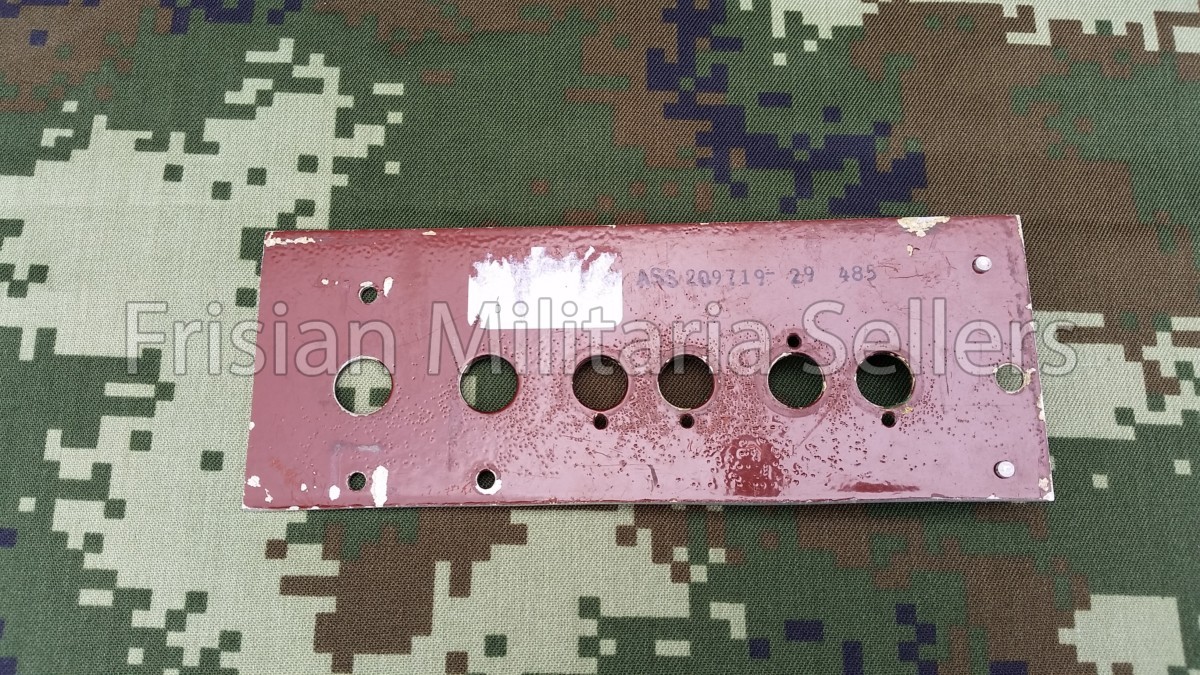 ASS 209719- 29 485
Frisian Militaria Sellers